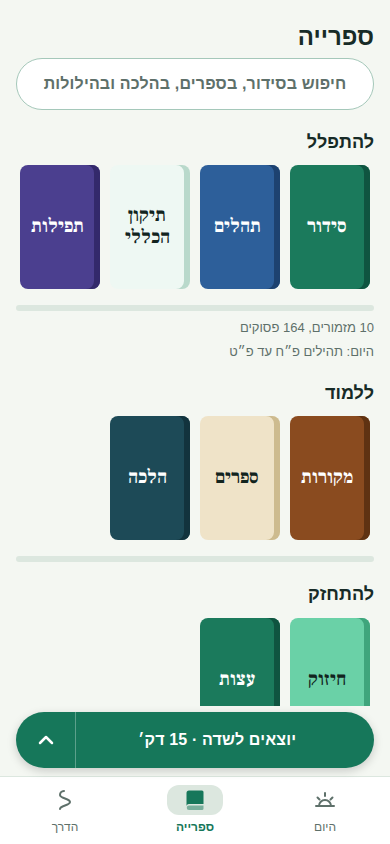 ספרייה
חיפוש בסידור, בספרים, בהלכה ובהילולות
להתפלל
סידור
תהלים
תיקון
הכללי
תפילות
10 מזמורים, 164 פסוקים
היום: תהילים פ״ח עד פ״ט
ללמוד
מקורות
ספרים
הלכה
להתחזק
חיזוק
עצות
יוצאים לשדה · 15 דק׳
היום
ספרייה
הדרך